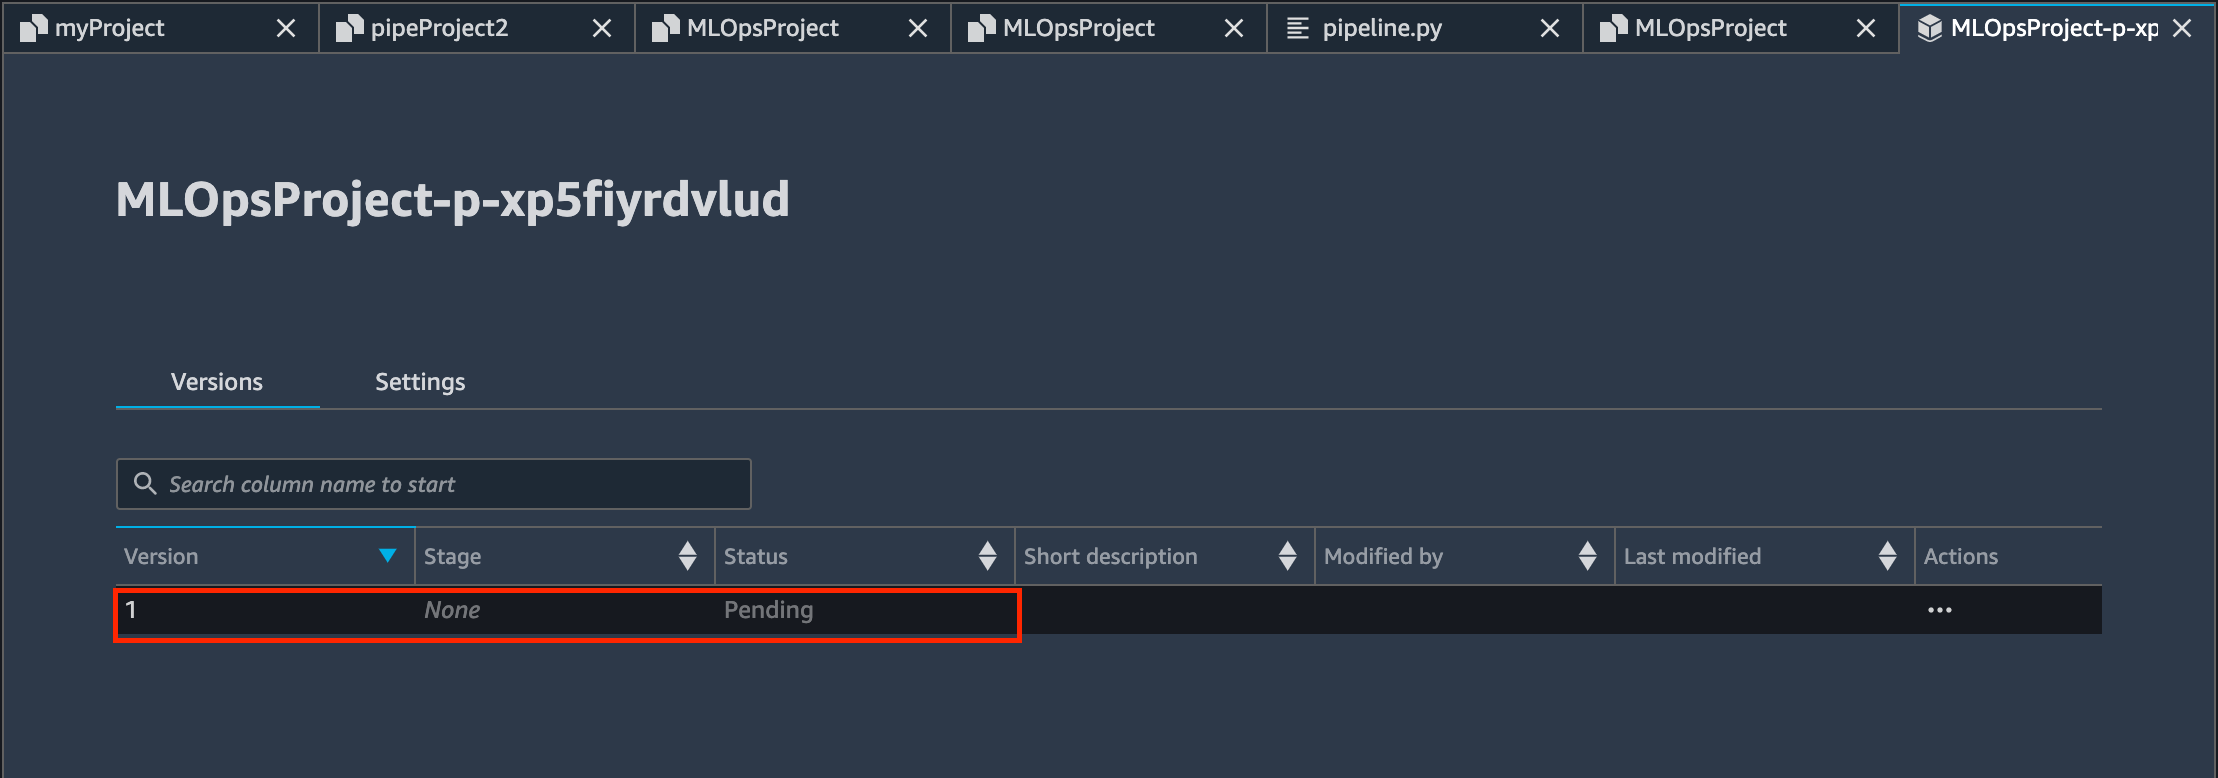 myProject pipeProject2 MLOpsProject MLOpsProject pipeline.py MLOpsProject MLOpsProject-p-xp
MLOpsProject-p-xp5fiyrdvlud
Versions Settings
Search column name to start
Version Stage Status Short description Modified by Last modified Actions
1 None Pending ...